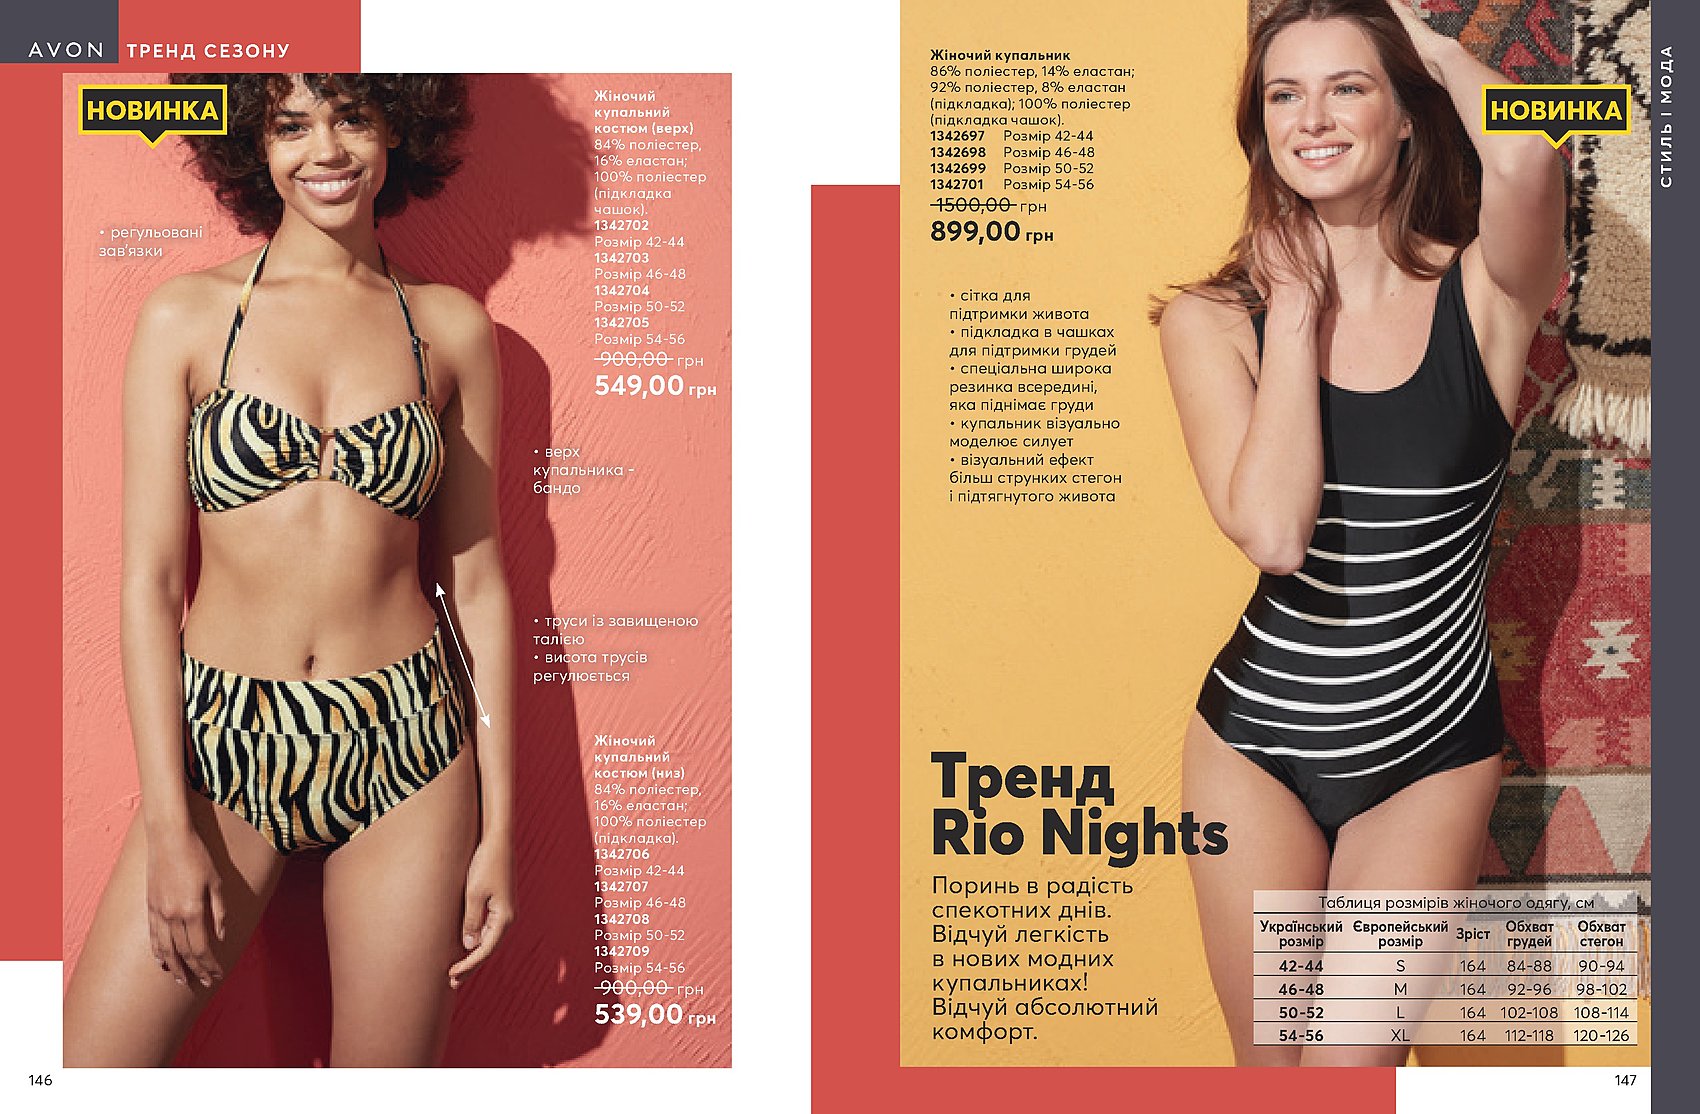 AVON ТРЕНД СЕЗОНУ
НОВИНКА
• регульовані
зав'язки
Жіночий
купальний
костюм (верх)
84% поліестер,
16% еластан;
100% поліестер
(підкладка
чашок).
1342702
Розмір 42-44
1342703
Розмір 46-48
1342704
Розмір 50-52
1342705
Розмір 54-56
900,00 грн
549,00 грн
• верх
купальника -
бандо
• труси із завищеною
талією
• висота трусів
регулюється
Жіночий
купальний
костюм (низ)
84% поліестер,
16% еластан;
100% поліестер
(підкладка).
1342706
Розмір 42-44
1342707
Розмір 46-48
1342708
Розмір 50-52
1342709
Розмір 54-56
900,00 грн
539,00 грн
146
Жіночий купальник
86% поліестер, 14% еластан;
92% поліестер, 8% еластан
(підкладка); 100% поліестер
(підкладка чашок).
1342697 Розмір 42-44
1342698 Розмір 46-48
1342699 Розмір 50-52
1342701 Розмір 54-56
1500,00 грн
899,00 грн
• сітка для
підтримки живота
• підкладка в чашках
для підтримки грудей
• спеціальна широка
резинка всередині,
яка піднімає груди
• купальник візуально
моделює силует
• візуальний ефект
більш струнких стегон
і підтягнутого живота
НОВИНКА
СТИЛЬ І МОДА
Тренд
Rio Nights
Поринь в радість
спекотних днів.
Відчуй легкість
в нових модних
купальниках!
Відчуй абсолютний
комфорт.
Таблиця розмірів жіночого одягу, см
Український розмір Європейський розмір Зріст Обхват грудей Обхват стегон
42-44 S 164 84-88 90-94
46-48 M 164 92-96 98-102
50-52 L 164 102-108 108-114
54-56 XL 164 112-118 120-126
147